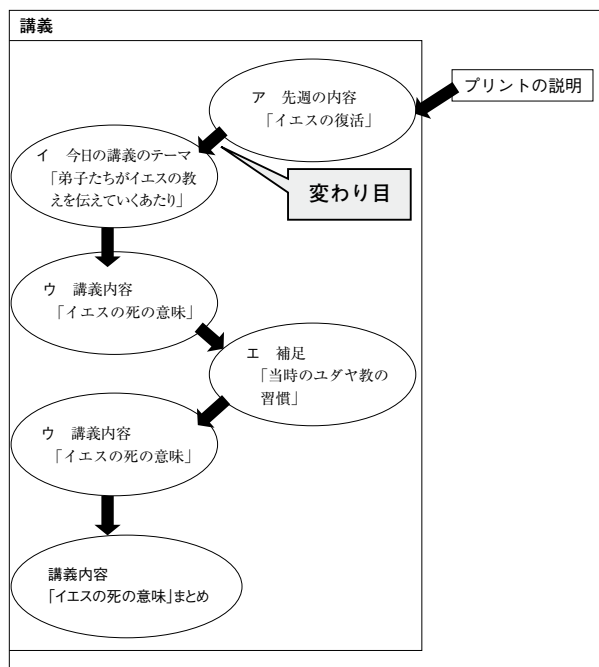 講義
プリントの説明
ア 先週の内容
「イエスの復活」
変わり目
イ 今日の講義のテーマ
「弟子たちがイエスの教
えを伝えていくあたり」
ウ 講義内容
「イエスの死の意味」
エ 補足
「当時のユダヤ教の
習慣」
ウ 講義内容
「イエスの死の意味」
講義内容
「イエスの死の意味」まとめ